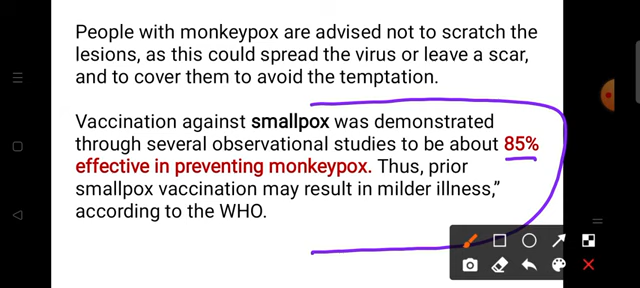 People with monkeypox are advised not to scratch the
lesions, as this could spread the virus or leave a scar,
and to cover them to avoid the temptation.
Vaccination against smallpox was demonstrated
through several observational studies to be about 85%
effective in preventing monkeypox. Thus, prior
smallpox vaccination may result in milder illness,”
according to the WHO.